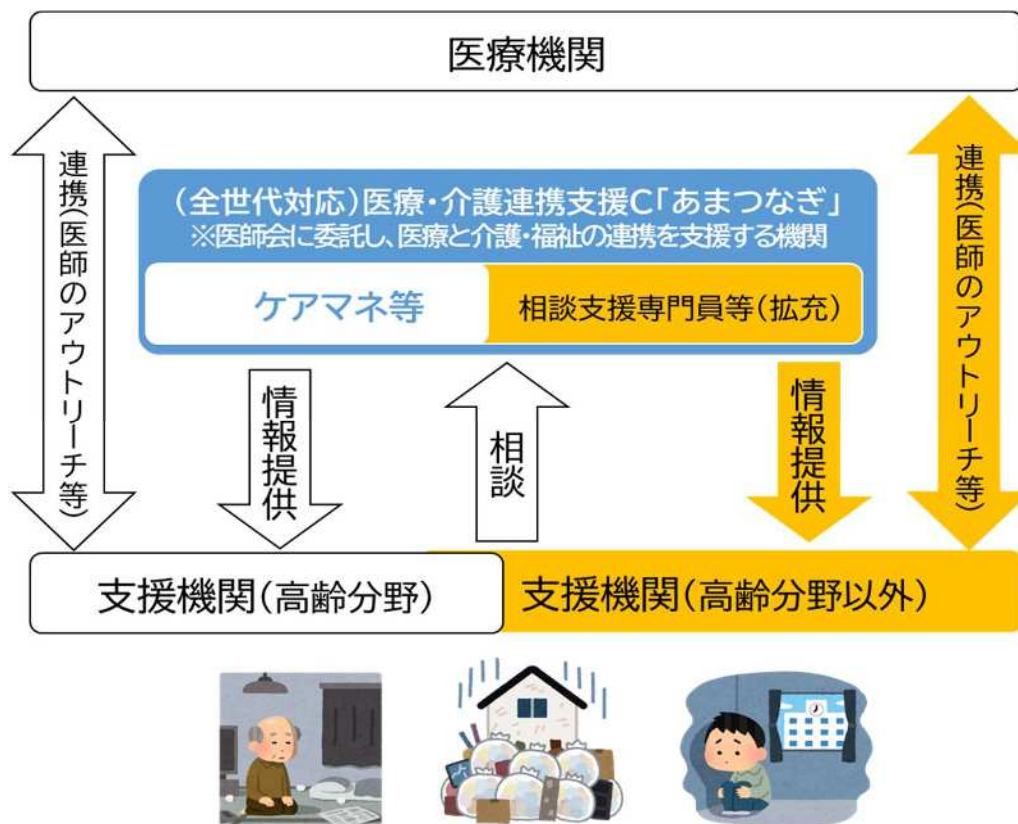 医療機関
連携(医師のアウトリーチ等)
(全世代対応)医療・介護連携支援C「あまつなぎ」
※医師会に委託し、医療と介護・福祉の連携を支援する機関
ケアマネ等
相談支援専門員等(拡充)
連携(医師のアウトリーチ等)
情報提供
相談
情報提供
支援機関(高齢分野)
支援機関(高齢分野以外)